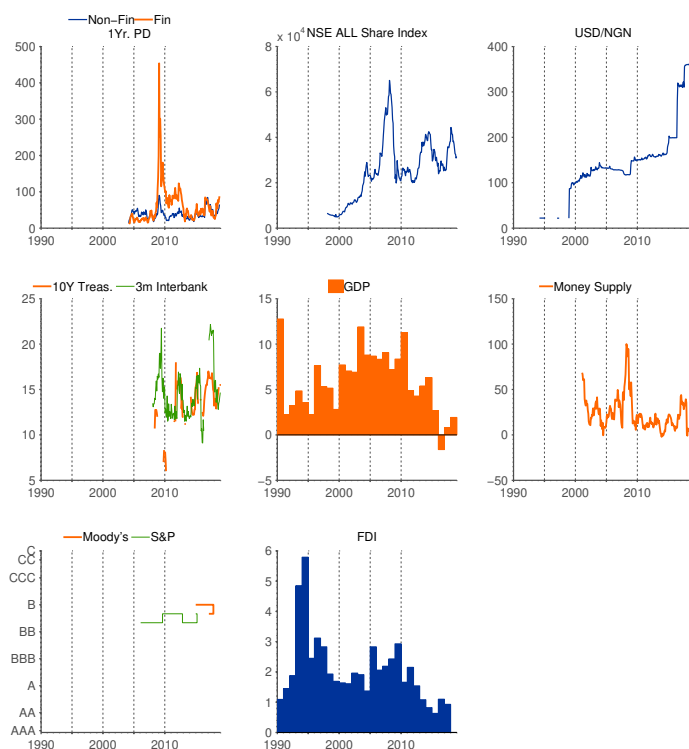 Non-Fin Fin
1Yr. PD
500
400
300
200
100
0
1990 2000 2010
× 10⁴ NSE ALL Share Index
8
6
4
2
0
1990 2000 2010
USD/NGN
400
300
200
100
0
1990 2000 2010
10Y Treas. 3m Interbank
25
20
15
10
5
1990 2000 2010
GDP
15
10
5
0
−5
1990 2000 2010
Money Supply
150
100
50
0
−50
1990 2000 2010
Moody's S&P
C
CC
CCC
B
BB
BBB
A
AA
AAA
1990 2000 2010
FDI
6
5
4
3
2
1
0
1990 2000 2010